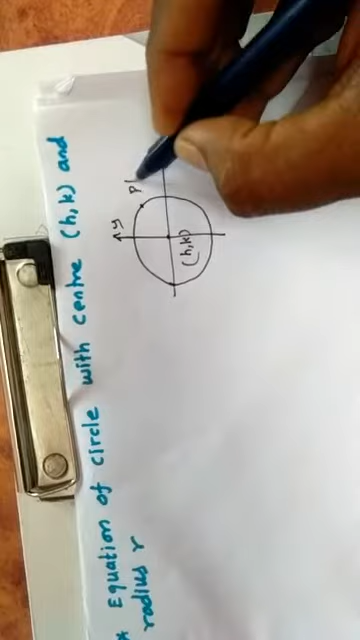 * Equation of circle with centre (h,k) and
radius r
y
P(
(h,k)